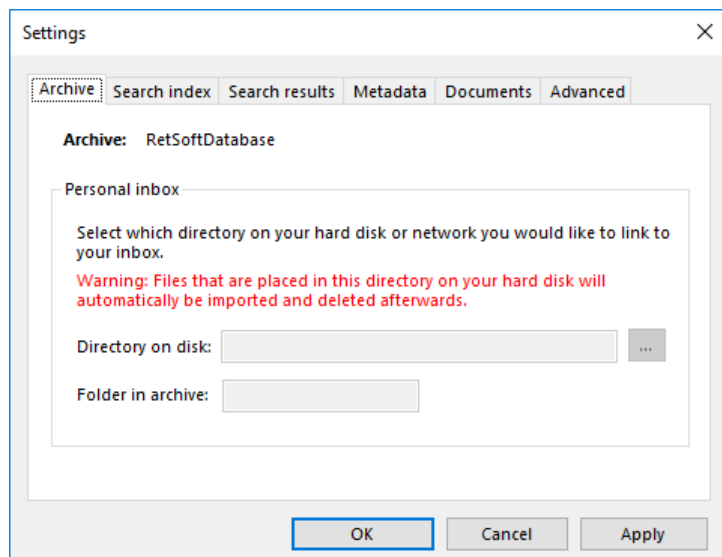 Settings
Archive Search index Search results Metadata Documents Advanced
Archive: RetSoftDatabase
Personal inbox
Select which directory on your hard disk or network you would like to link to
your inbox.
Warning: Files that are placed in this directory on your hard disk will
automatically be imported and deleted afterwards.
Directory on disk: ...
Folder in archive:
OK Cancel Apply